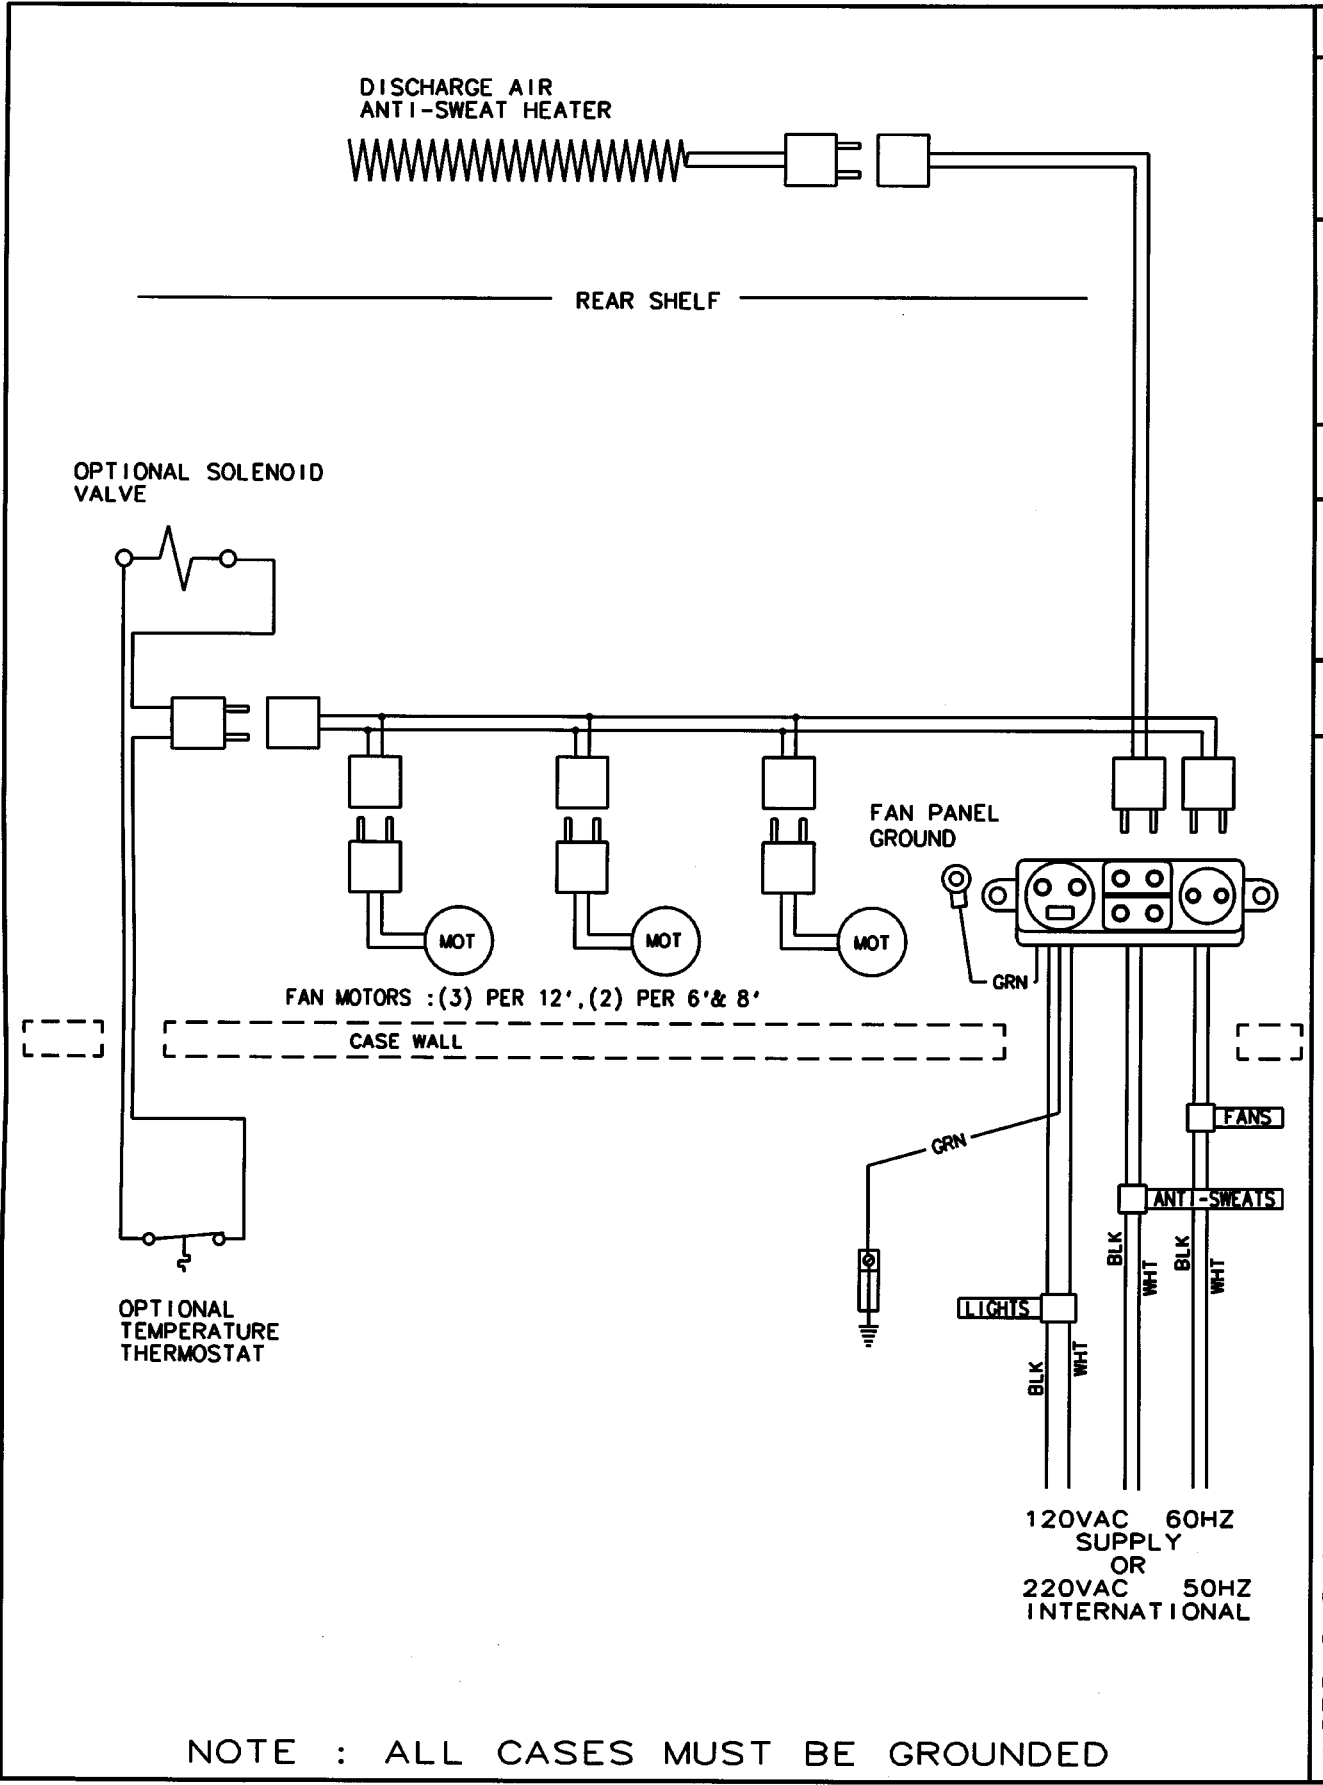 DISCHARGE AIR
ANTI-SWEAT HEATER
REAR SHELF
OPTIONAL SOLENOID
VALVE
FAN PANEL
GROUND
MOT
MOT
MOT
GRN
FAN MOTORS :(3) PER 12',(2) PER 6'& 8'
CASE WALL
FANS
GRN
ANTI-SWEATS
BLK
WHT
BLK
WHT
LIGHTS
OPTIONAL
TEMPERATURE
THERMOSTAT
BLK
WHT
120VAC 60HZ
SUPPLY
OR
220VAC 50HZ
INTERNATIONAL
NOTE : ALL CASES MUST BE GROUNDED